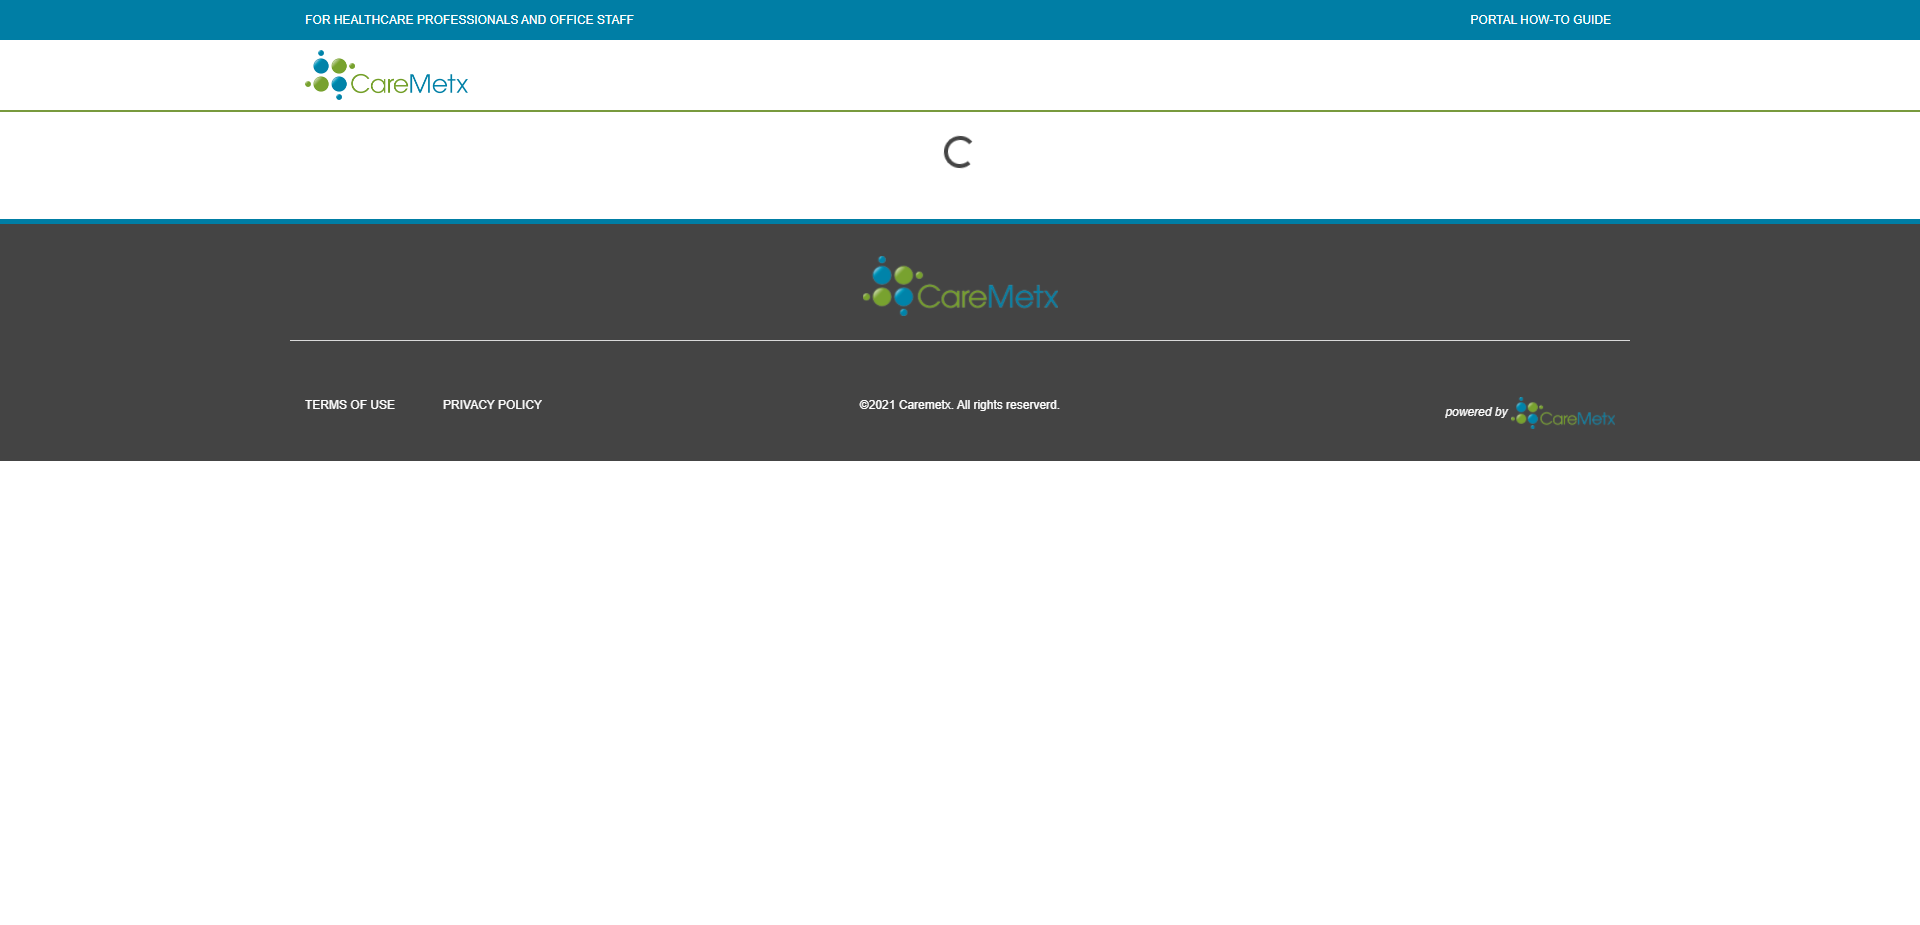 FOR HEALTHCARE PROFESSIONALS AND OFFICE STAFF
PORTAL HOW-TO GUIDE
CareMetx
CareMetx
TERMS OF USE
PRIVACY POLICY
©2021 Caremetx. All rights reserverd.
powered by CareMetx